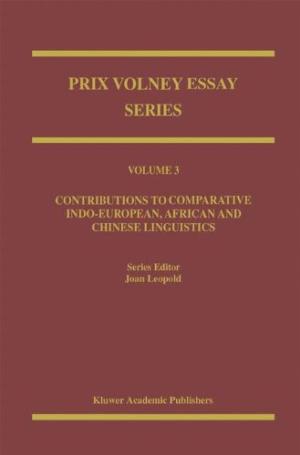 PRIX VOLNEY ESSAY
SERIES
VOLUME 3
CONTRIBUTIONS TO COMPARATIVE
INDO-EUROPEAN, AFRICAN AND
CHINESE LINGUISTICS
Series Editor
Joan Leopold
Kluwer Academic Publishers